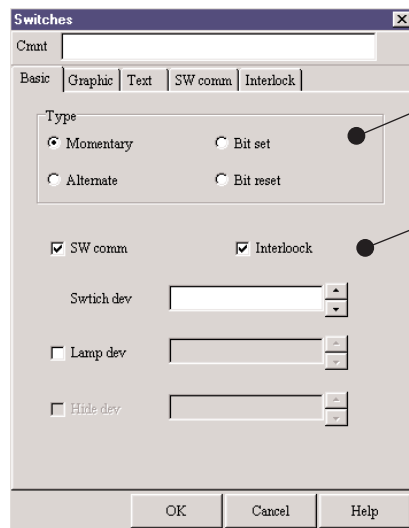 Switches
Cmnt
Basic Graphic Text SW comm Interlock
Type
Momentary Bit set
Alternate Bit reset
SW comm Interloock
Swtich dev
Lamp dev
Hide dev
OK Cancel Help